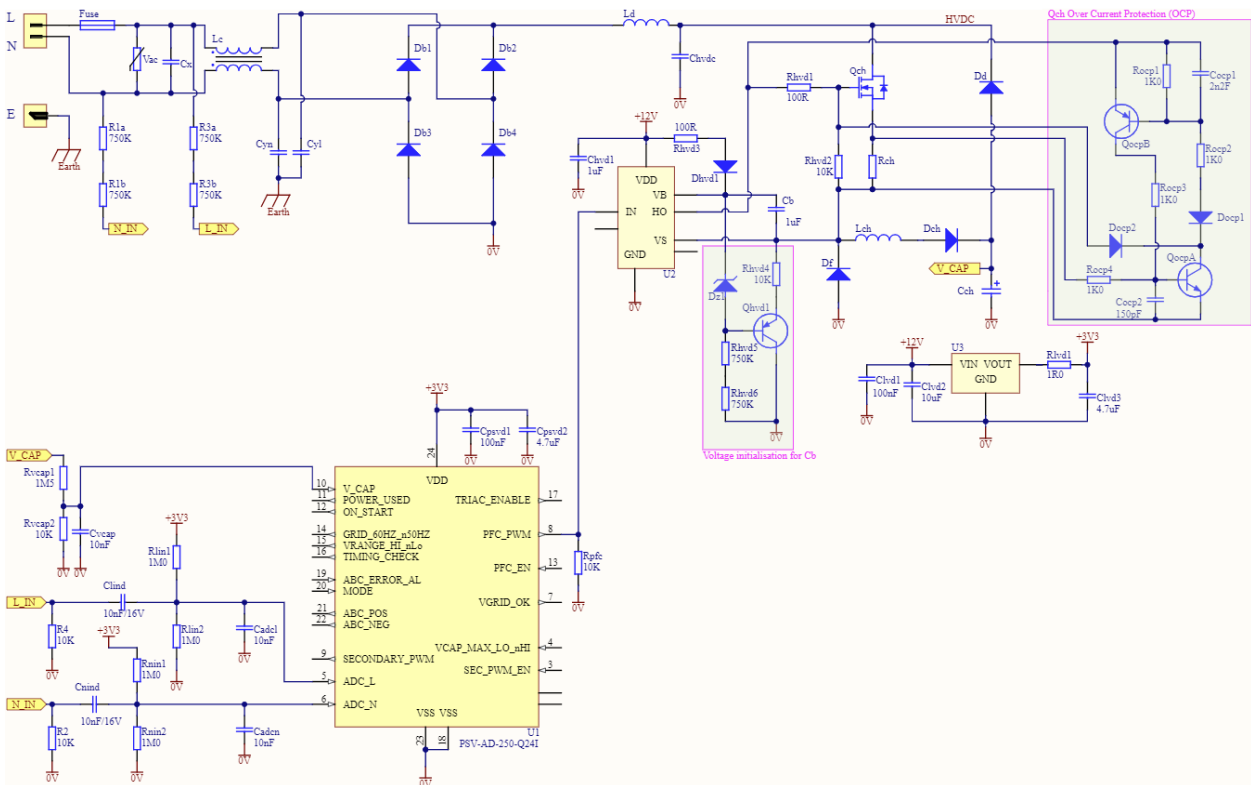 L
N
E
Fuse
Vac
Cx
Lc
Earth
R1a
750K
R1b
750K
R3a
750K
R3b
750K
N_IN
L_IN
Cyn
Cyl
Earth
Db1
Db2
Db3
Db4
0V
Ld
Chvdc
0V
HVDC
+12V
100R
Rhvd3
Chvd1
1uF
0V
Dhvd1
VDD
VB
IN
HO
VS
GND
U2
0V
Cb
1uF
Rhvd1
100R
Qch
Rhvd2
10K
Rch
Dd
Lch
Dch
Df
0V
V_CAP
Cch
0V
Dz1
Rhvd4
10K
Qhvd1
Rhvd5
750K
Rhvd6
750K
0V
Voltage initialisation for Cb
Qch Over Current Protection (OCP)
Rocp1
1K0
Cocp1
2n2F
QocpB
Rocp2
1K0
Rocp3
1K0
Docp1
Docp2
QocpA
Rocp4
1K0
Cocp2
150pF
+12V
U3
VIN VOUT
GND
Rlvd1
1R0
+3V3
Clvd1
100nF
0V
Clvd2
10uF
Clvd3
4.7uF
0V
+3V3
Cpsvd1
100nF
0V
Cpsvd2
4.7uF
0V
V_CAP
Rvcap1
1M5
Rvcap2
10K
0V
Cvcap
10nF
0V
24
VDD
10 V_CAP
11 POWER_USED
12 ON_START
14 GRID_60HZ_n50HZ
15 VRANGE_HI_nLo
16 TIMING_CHECK
19 ABC_ERROR_AL
20 MODE
21 ABC_POS
22 ABC_NEG
9 SECONDARY_PWM
5 ADC_L
6 ADC_N
TRIAC_ENABLE 17
PFC_PWM 8
PFC_EN 13
VGRID_OK 7
VCAP_MAX_LO_nHI 4
SEC_PWM_EN 3
VSS VSS
23
18
0V
U1
PSV-AD-250-Q24I
Rpfc
10K
0V
+3V3
Rlin1
1M0
L_IN
Clind
10nF/16V
R4
10K
0V
Rlin2
1M0
0V
Cadcl
10nF
0V
+3V3
Rnin1
1M0
N_IN
Cnind
10nF/16V
R2
10K
0V
Rnin2
1M0
0V
Cadcn
10nF
0V